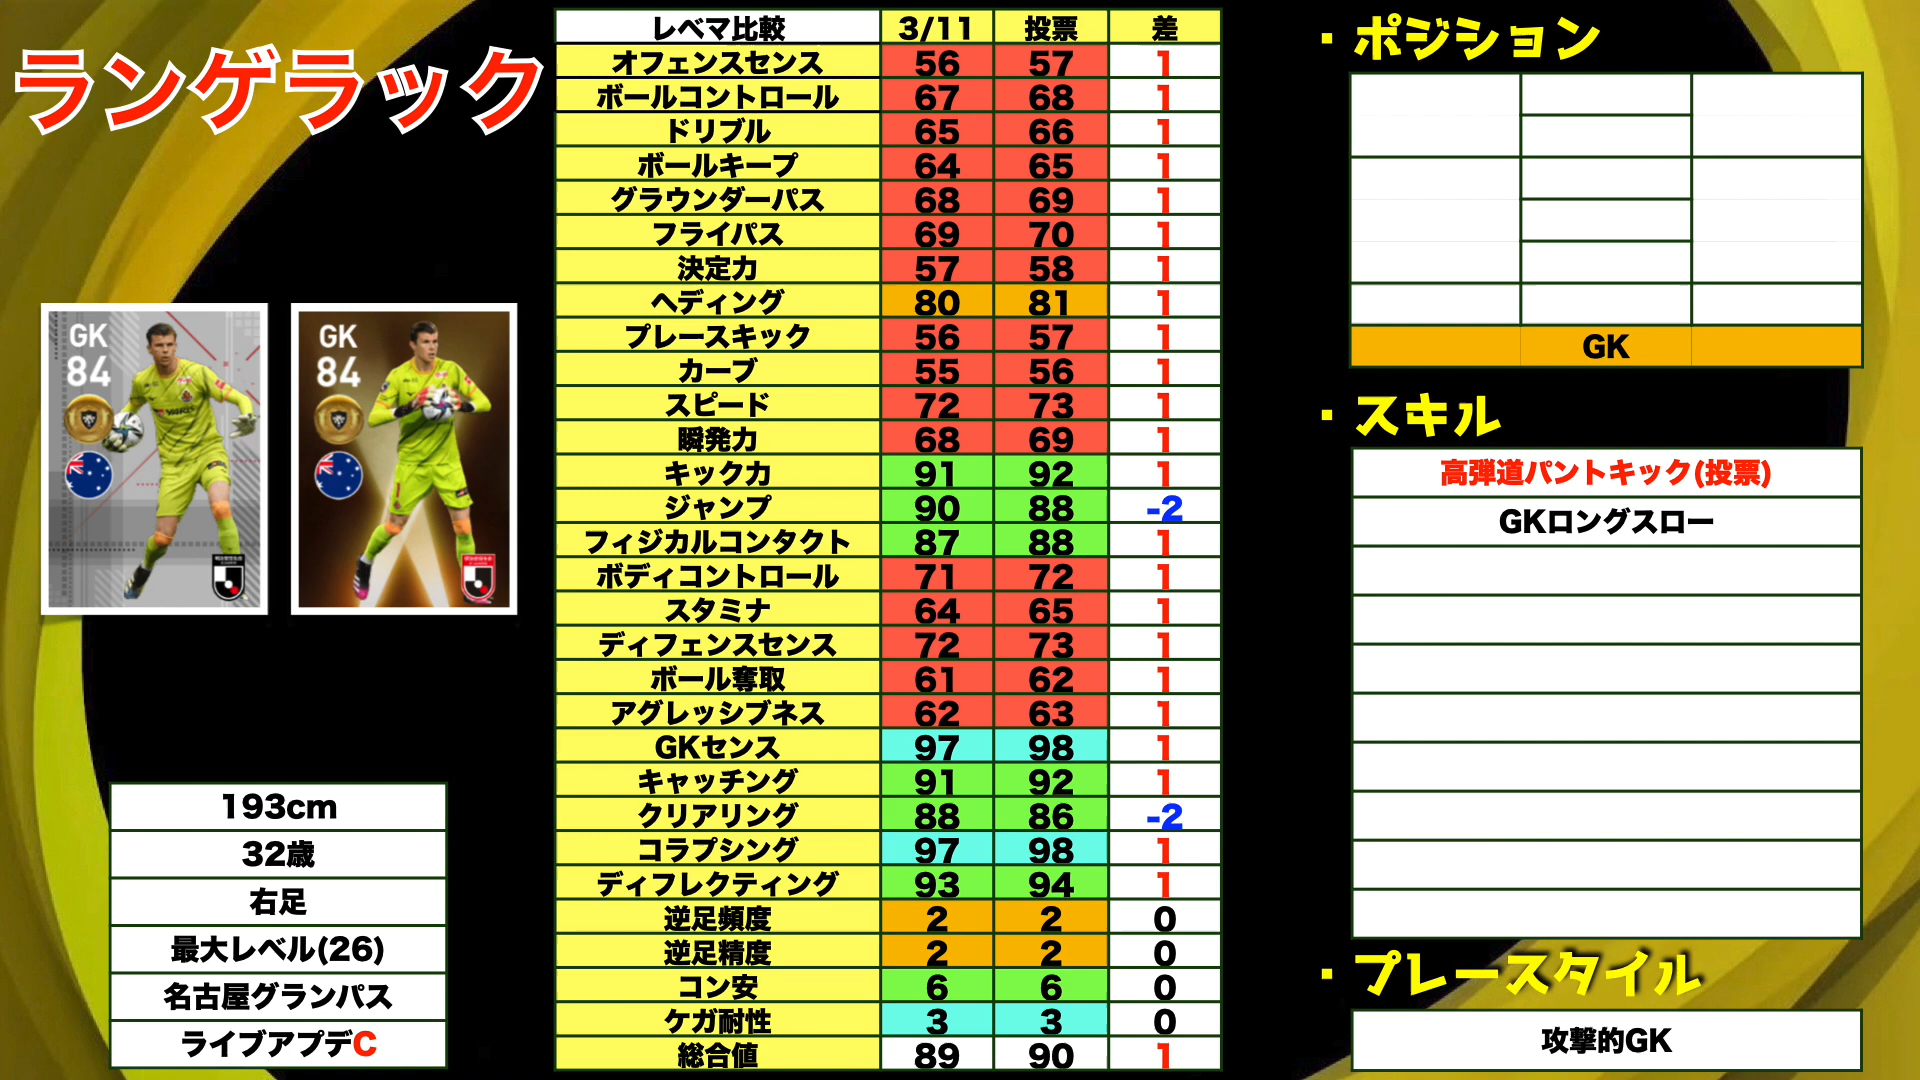 ランゲラック
GK
84
GK
84
193cm
32歳
右足
最大レベル(26)
名古屋グランパス
ライブアプデC
レベマ比較 3/11 投票 差
オフェンスセンス 56 57 1
ボールコントロール 67 68 1
ドリブル 65 66 1
ボールキープ 64 65 1
グラウンダーパス 68 69 1
フライパス 69 70 1
決定力 57 58 1
ヘディング 80 81 1
プレースキック 56 57 1
カーブ 55 56 1
スピード 72 73 1
瞬発力 68 69 1
キック力 91 92 1
ジャンプ 90 88 -2
フィジカルコンタクト 87 88 1
ボディコントロール 71 72 1
スタミナ 64 65 1
ディフェンスセンス 72 73 1
ボール奪取 61 62 1
アグレッシブネス 62 63 1
GKセンス 97 98 1
キャッチング 91 92 1
クリアリング 88 86 -2
コラプシング 97 98 1
ディフレクティング 93 94 1
逆足頻度 2 2 0
逆足精度 2 2 0
コン安 6 6 0
ケガ耐性 3 3 0
総合値 89 90 1
・ポジション
GK
・スキル
高弾道パントキック(投票)
GKロングスロー
・プレースタイル
攻撃的GK